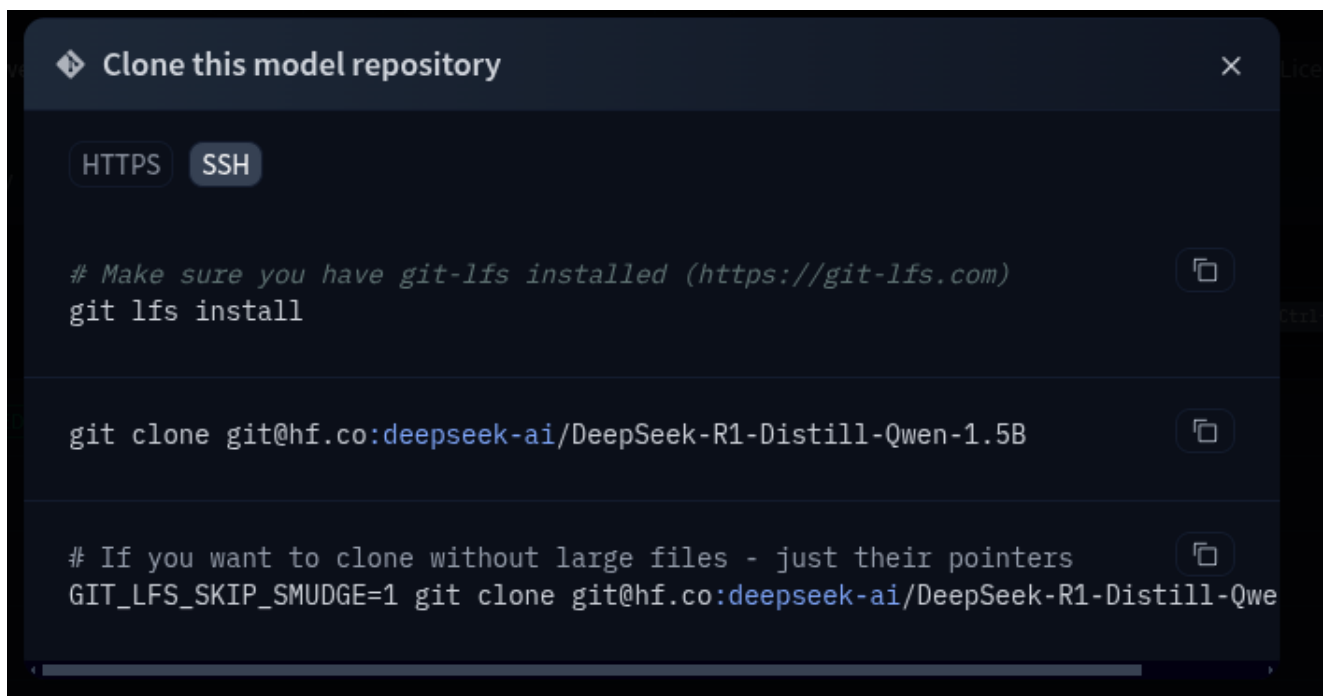 Clone this model repository
HTTPS SSH
# Make sure you have git-lfs installed (https://git-lfs.com)
git lfs install
git clone git@hf.co:deepseek-ai/DeepSeek-R1-Distill-Qwen-1.5B
# If you want to clone without large files - just their pointers
GIT_LFS_SKIP_SMUDGE=1 git clone git@hf.co:deepseek-ai/DeepSeek-R1-Distill-Qwe